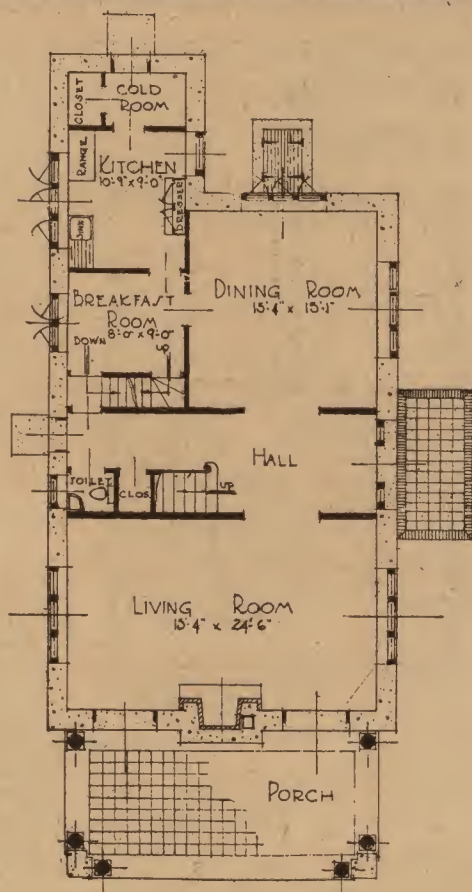 COLD
ROOM
CLOSET
RANGE
KITCHEN
10'-9" x 9'-0"
DRESSER
SINK
DINING ROOM
15'-4" x 15'-1"
BREAKFAST
ROOM
8'-0" x 9'-0"
DOWN
UP
HALL
TOILET
CLOS.
UP
LIVING ROOM
15'-4" x 24'-6"
PORCH